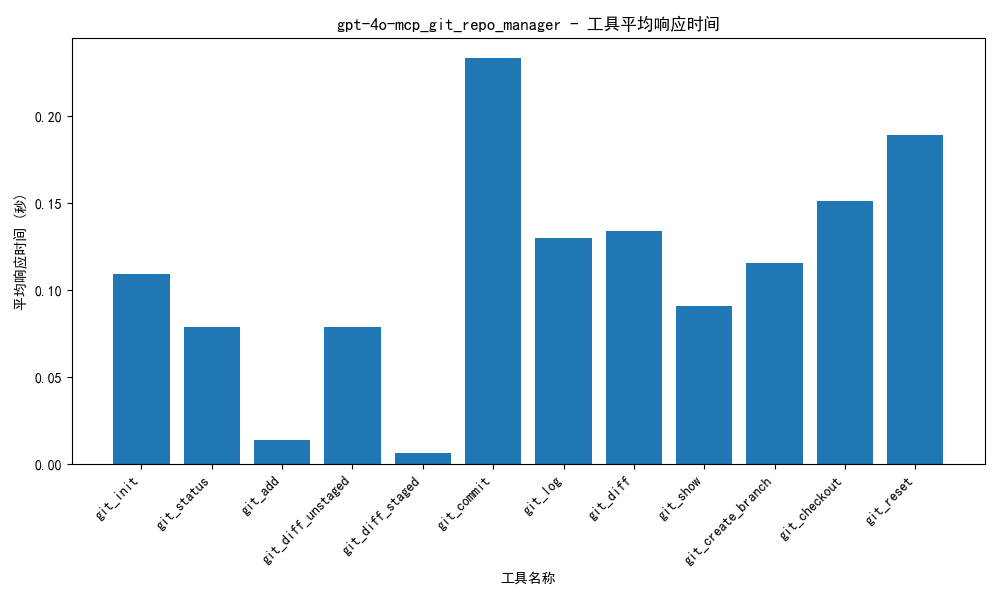 gpt-4o-mcp_git_repo_manager - 工具平均响应时间
平均响应时间 (秒)
0.20
0.15
0.10
0.05
0.00
git_init
git_status
git_add
git_diff_unstaged
git_diff_staged
git_commit
git_log
git_diff
git_show
git_create_branch
git_checkout
git_reset
工具名称